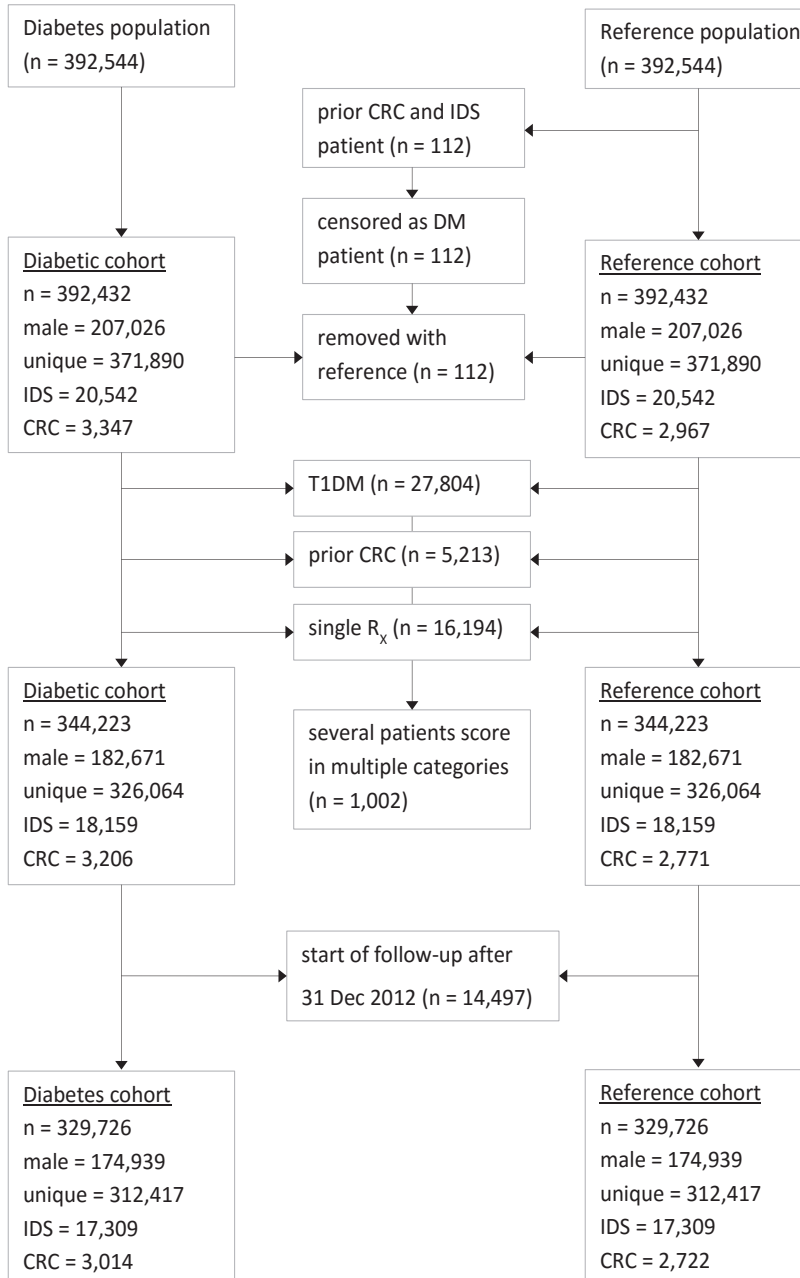 Diabetes population
(n = 392,544)
Reference population
(n = 392,544)
prior CRC and IDS
patient (n = 112)
censored as DM
patient (n = 112)
Diabetic cohort
n = 392,432
male = 207,026
unique = 371,890
IDS = 20,542
CRC = 3,347
removed with
reference (n = 112)
Reference cohort
n = 392,432
male = 207,026
unique = 371,890
IDS = 20,542
CRC = 2,967
T1DM (n = 27,804)
prior CRC (n = 5,213)
single Rₓ (n = 16,194)
Diabetic cohort
n = 344,223
male = 182,671
unique = 326,064
IDS = 18,159
CRC = 3,206
several patients score
in multiple categories
(n = 1,002)
Reference cohort
n = 344,223
male = 182,671
unique = 326,064
IDS = 18,159
CRC = 2,771
start of follow-up after
31 Dec 2012 (n = 14,497)
Diabetes cohort
n = 329,726
male = 174,939
unique = 312,417
IDS = 17,309
CRC = 3,014
Reference cohort
n = 329,726
male = 174,939
unique = 312,417
IDS = 17,309
CRC = 2,722